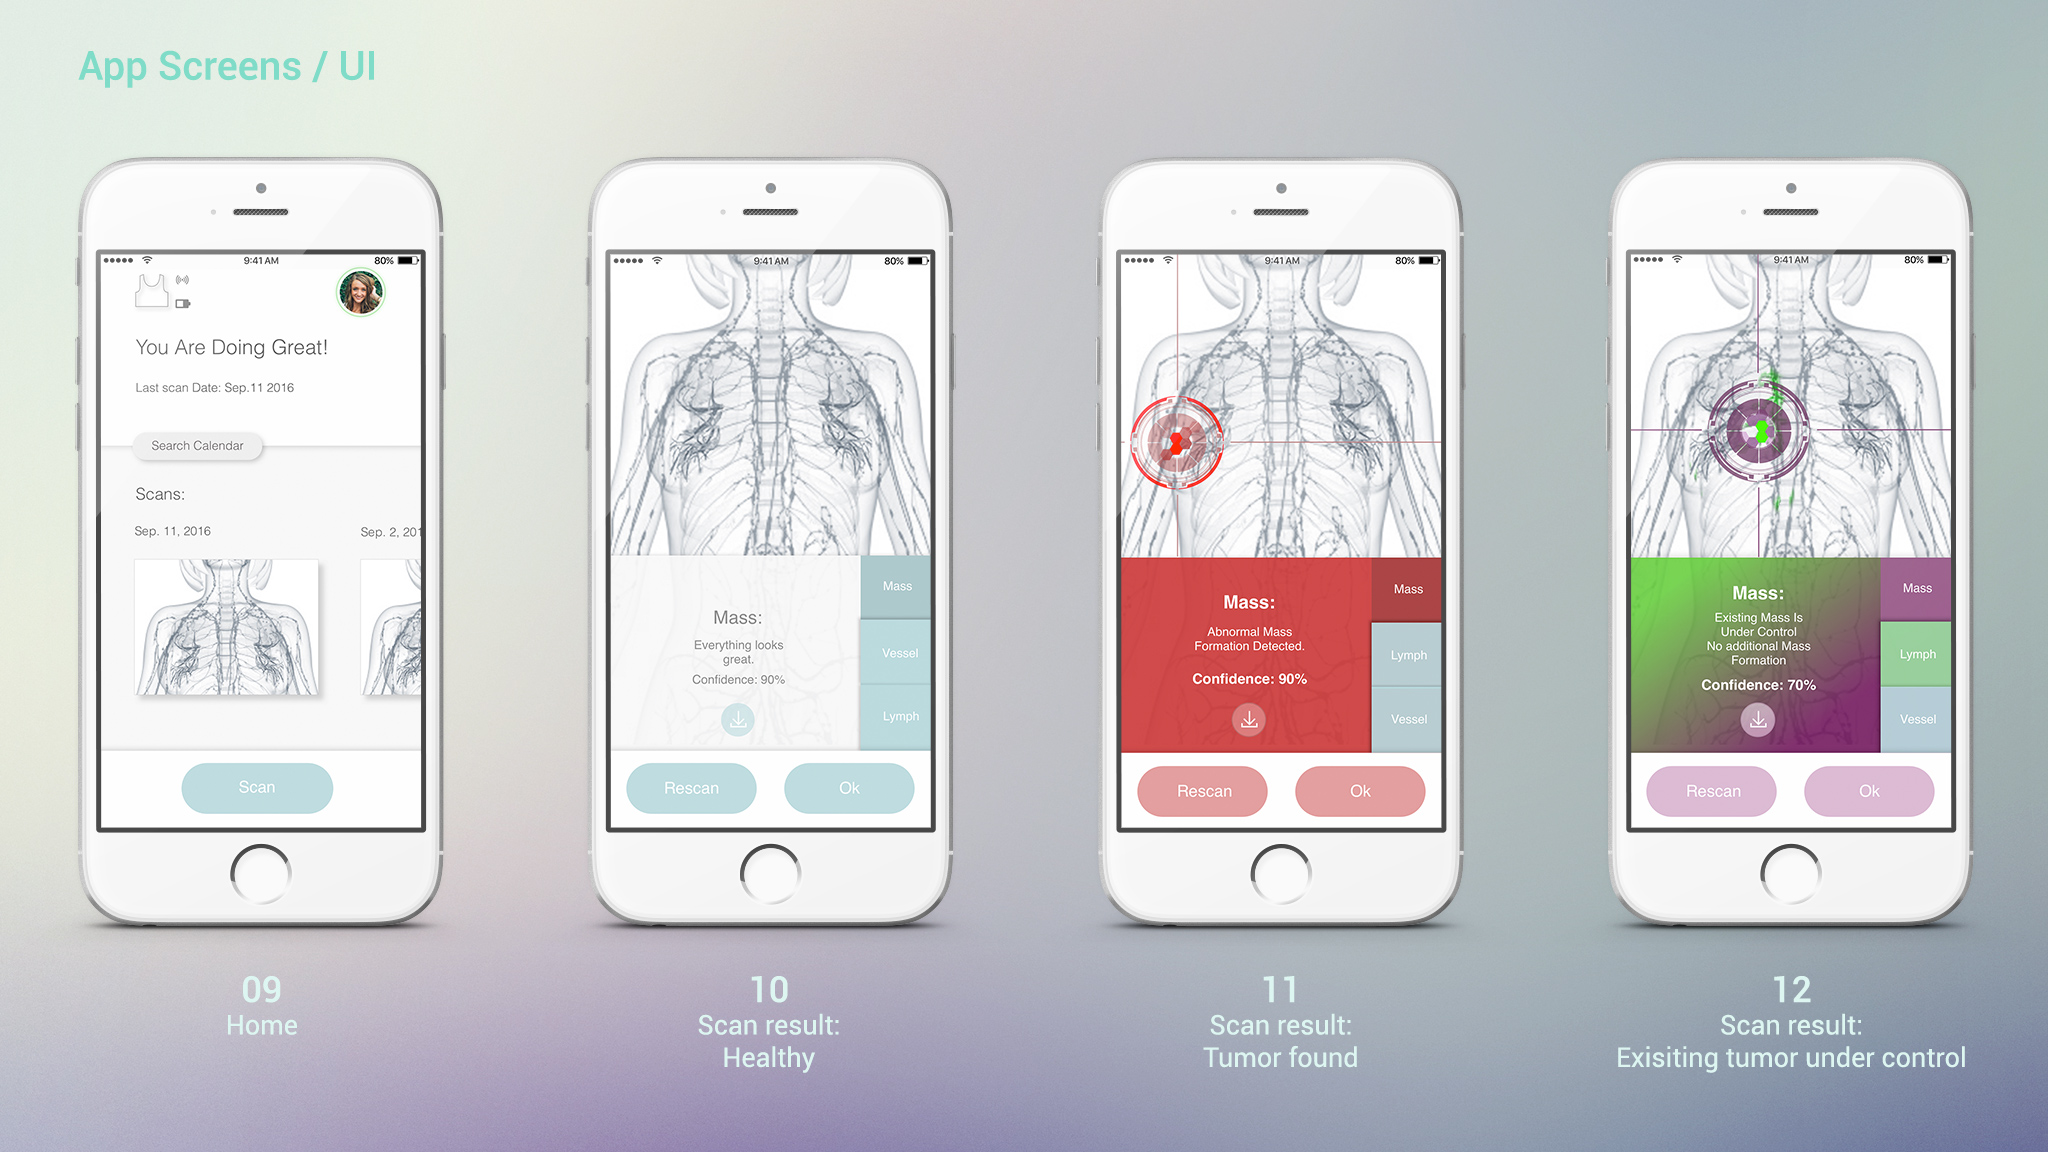 App Screens / UI
9:41 AM
80%
You Are Doing Great!
Last scan Date: Sep.11 2016
Search Calendar
Scans:
Sep. 11, 2016
Sep. 2, 201
Scan
09
Home
9:41 AM
80%
Mass:
Everything looks
great.
Confidence: 90%
Mass
Vessel
Lymph
Rescan
Ok
10
Scan result:
Healthy
9:41 AM
80%
Mass:
Abnormal Mass
Formation Detected.
Confidence: 90%
Mass
Lymph
Vessel
Rescan
Ok
11
Scan result:
Tumor found
9:41 AM
80%
Mass:
Existing Mass Is
Under Control
No additional Mass
Formation
Confidence: 70%
Mass
Lymph
Vessel
Rescan
Ok
12
Scan result:
Exisiting tumor under control